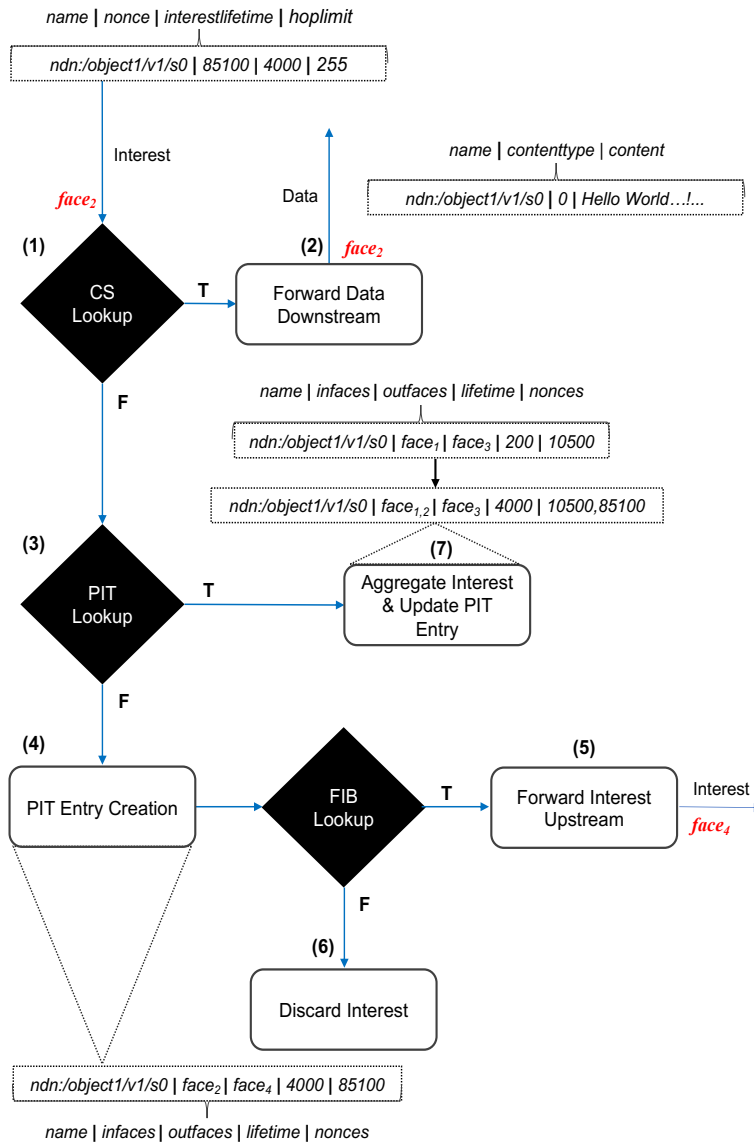 name | nonce | interestlifetime | hoplimit
ndn:/object1/v1/s0 | 85100 | 4000 | 255
Interest
face2
Data
name | contenttype | content
ndn:/object1/v1/s0 | 0 | Hello World…!...
(1)
CS
Lookup
T
(2)
face2
Forward Data
Downstream
F
name | infaces | outfaces | lifetime | nonces
ndn:/object1/v1/s0 | face1 | face3 | 200 | 10500
ndn:/object1/v1/s0 | face1,2 | face3 | 4000 | 10500,85100
(3)
PIT
Lookup
T
(7)
Aggregate Interest
& Update PIT
Entry
F
(4)
PIT Entry Creation
FIB
Lookup
T
(5)
Forward Interest
Upstream
Interest
face4
F
(6)
Discard Interest
ndn:/object1/v1/s0 | face2 | face4 | 4000 | 85100
name | infaces | outfaces | lifetime | nonces